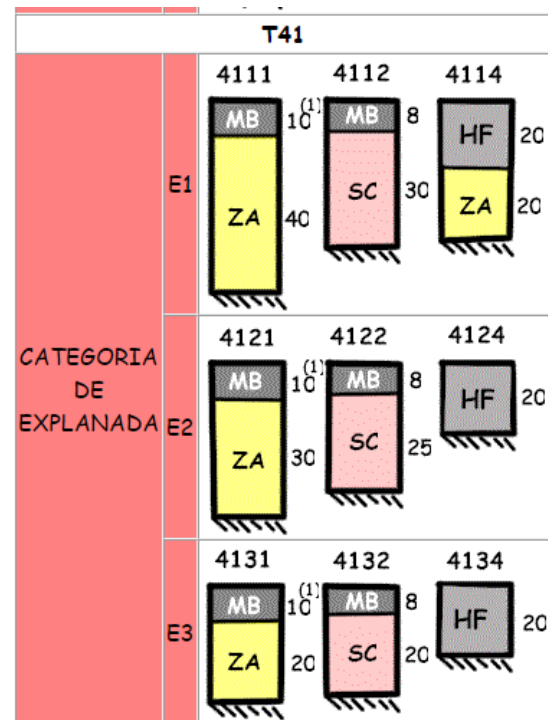 T41
4111 4112 4114
MB 10 (1) MB 8 HF 20
E1
ZA 40 SC 30 ZA 20
4121 4122 4124
CATEGORIA
DE
EXPLANADA
E2
MB 10 (1) MB 8 HF 20
ZA 30 SC 25
4131 4132 4134
E3
MB 10 (1) MB 8 HF 20
ZA 20 SC 20